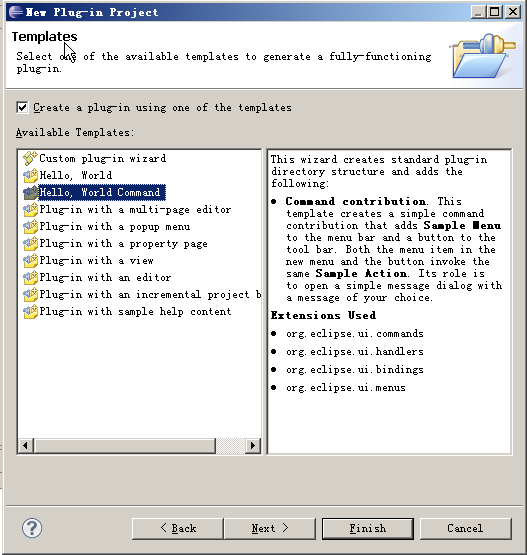 New Plug-in Project
Templates
Select one of the available templates to generate a fully-functioning
plug-in.
Create a plug-in using one of the templates
Available Templates:
Custom plug-in wizard
Hello, World
Hello, World Command
Plug-in with a multi-page editor
Plug-in with a popup menu
Plug-in with a property page
Plug-in with a view
Plug-in with an editor
Plug-in with an incremental project b
Plug-in with sample help content
This wizard creates standard plug-in
directory structure and adds the
following:
● Command contribution. This
template creates a simple command
contribution that adds Sample Menu
to the menu bar and a button to the
tool bar. Both the menu item in the
new menu and the button invoke the
same Sample Action. Its role is
to open a simple message dialog with
a message of your choice.
Extensions Used
● org.eclipse.ui.commands
● org.eclipse.ui.handlers
● org.eclipse.ui.bindings
● org.eclipse.ui.menus
?
< Back
Next >
Finish
Cancel